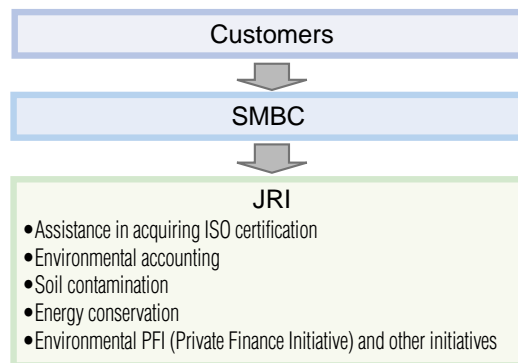 Customers
SMBC
JRI
•Assistance in acquiring ISO certification
•Environmental accounting
•Soil contamination
•Energy conservation
•Environmental PFI (Private Finance Initiative) and other initiatives